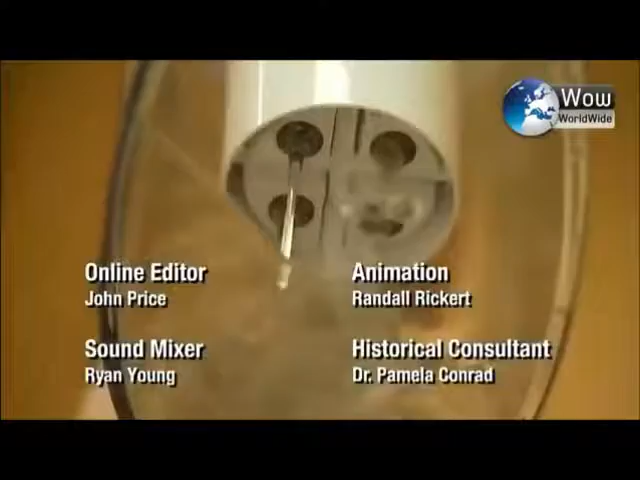 Wow
WorldWide
Online Editor
John Price
Animation
Randall Rickert
Sound Mixer
Ryan Young
Historical Consultant
Dr. Pamela Conrad